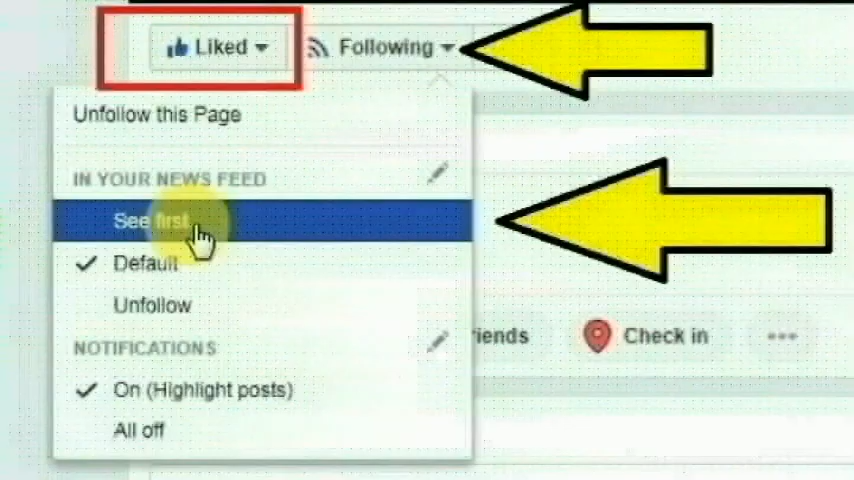 Liked Following
Unfollow this Page
IN YOUR NEWS FEED
See first
Default
Unfollow
riends Check in
NOTIFICATIONS
On (Highlight posts)
All off